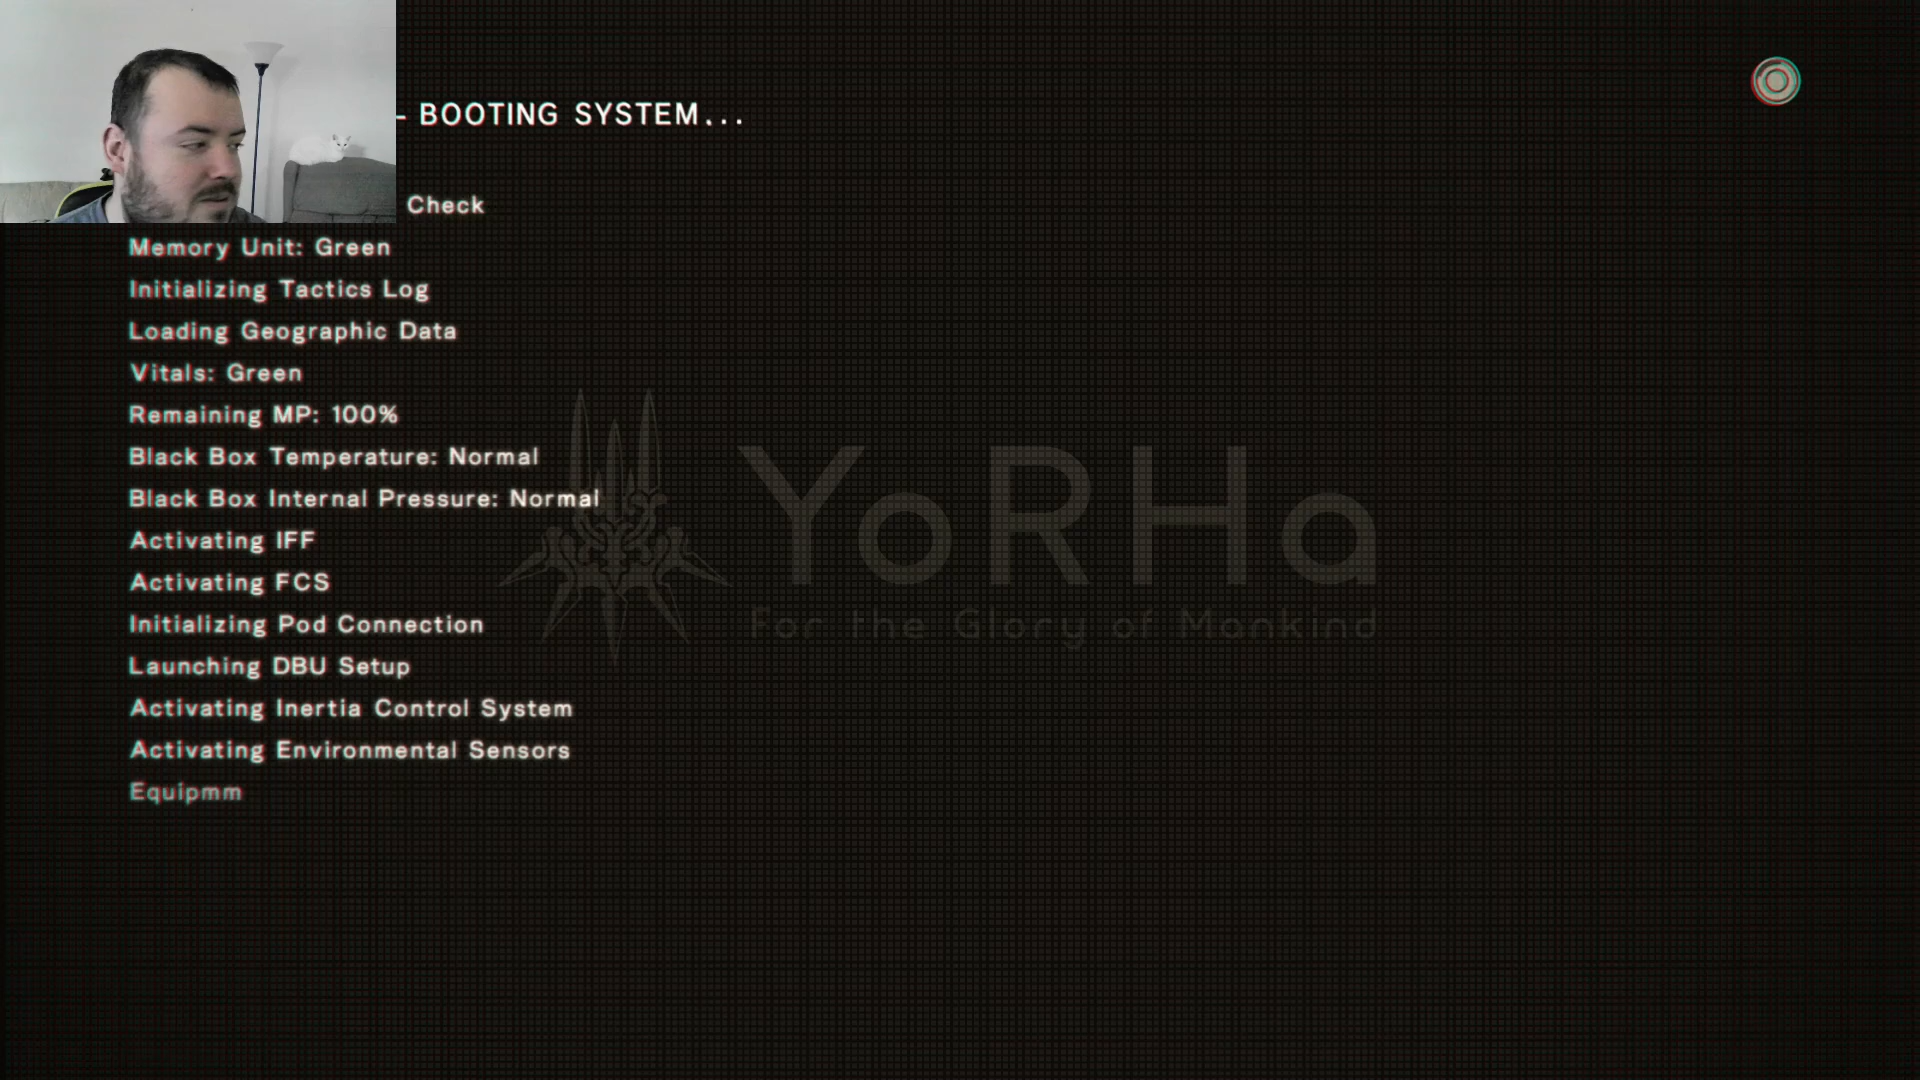 - BOOTING SYSTEM...
Check
Memory Unit: Green
Initializing Tactics Log
Loading Geographic Data
Vitals: Green
Remaining MP: 100%
Black Box Temperature: Normal
Black Box Internal Pressure: Normal
Activating IFF
Activating FCS
Initializing Pod Connection
Launching DBU Setup
Activating Inertia Control System
Activating Environmental Sensors
Equipmm
YoRHa
For the Glory of Mankind